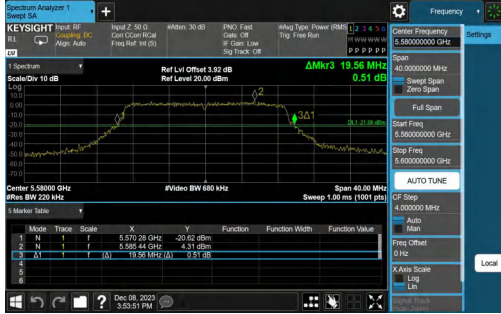 Spectrum Analyzer 1
Swept SA
Frequency
Settings
KEYSIGHT
R L
LV
Input: RF
Coupling: DC
Align: Auto
Input Z: 50 Ω
Corr CCorr RCal
Freq Ref: Int (S)
#Atten: 30 dB
PNO: Fast
Gate: Off
IF Gain: Low
Sig Track: Off
#Avg Type: Power (RMS
Trig: Free Run
1 2 3 4 5 6
M W W W W W
P P P P P P
1 Spectrum
Scale/Div 10 dB
Ref Lvl Offset 3.92 dB
Ref Level 20.00 dBm
ΔMkr3 19.56 MHz
0.51 dB
Log
10.0
0.00
-10.0
-20.0
-30.0
-40.0
-50.0
-60.0
-70.0
2
3Δ1
Center 5.58000 GHz
#Res BW 220 kHz
#Video BW 680 kHz
Span 40.00 MHz
Sweep 1.00 ms (1001 pts)
5 Marker Table
Mode Trace Scale X Y Function Function Width Function Value
1 N 1 f 5.570 28 GHz -20.62 dBm
2 N 1 f 5.585 44 GHz 4.31 dBm
3 Δ1 1 f (Δ) 19.56 MHz (Δ) 0.51 dB
4
5
6
Dec 08, 2023
3:53:51 PM
Center Frequency
5.580000000 GHz
Span
40.0000000 MHz
Swept Span
Zero Span
Full Span
Start Freq
5.560000000 GHz
Stop Freq
5.600000000 GHz
AUTO TUNE
CF Step
4.000000 MHz
Auto
Man
Freq Offset
0 Hz
X Axis Scale
Log
Lin
Signal Track
Local